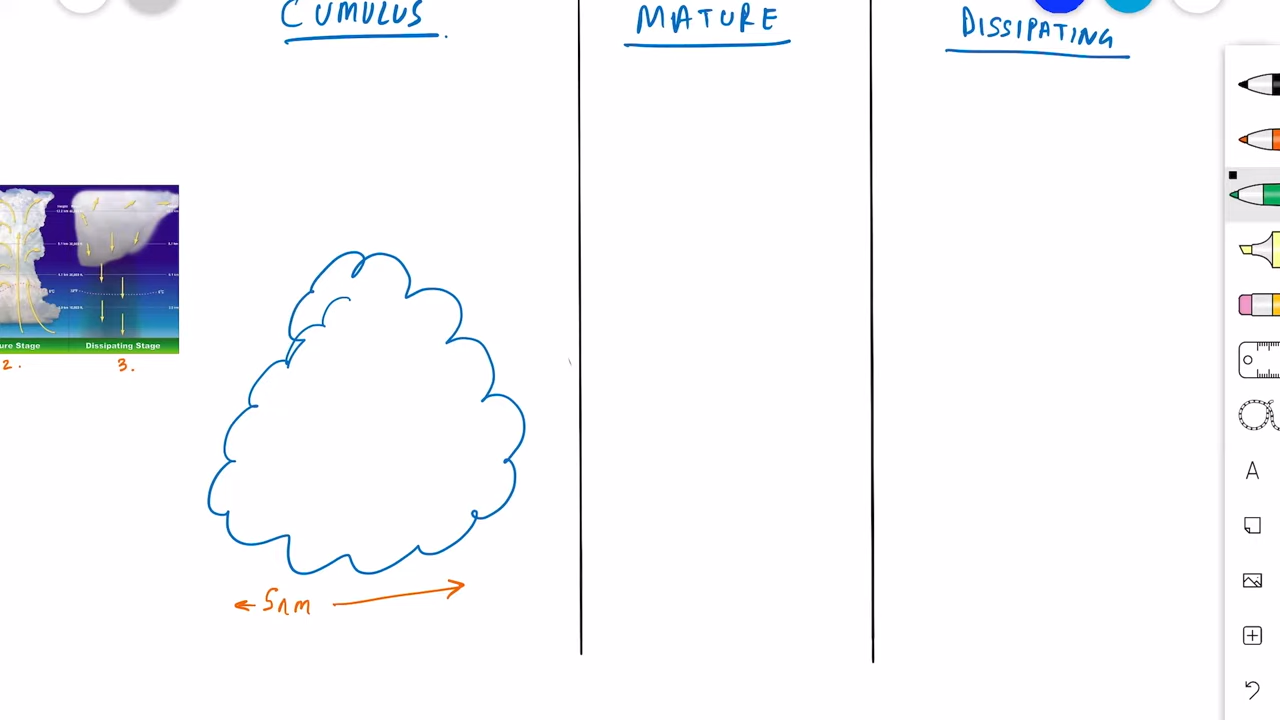 CUMULUS.
MATURE
DISSIPATING
ure Stage
Dissipating Stage
2.
3.
5nm
A